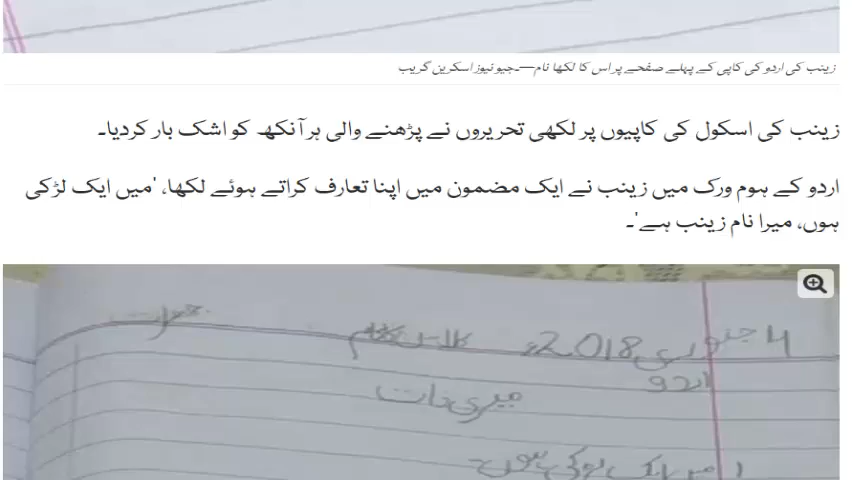 زینب کی اردو کی کاپی کے پہلے صفحے پر اس کا لکھا نام—۔جیو نیوز اسکرین گریب
زینب کی اسکول کی کاپیوں پر لکھی تحریروں نے پڑھنے والی ہر آنکھ کو اشک بار کردیا۔
اردو کے ہوم ورک میں زینب نے ایک مضمون میں اپنا تعارف کراتے ہوئے لکھا، 'میں ایک لڑکی
ہوں، میرا نام زینب ہے'۔
4 جنوری 2018ء کلاس کام جمعرات
اردو
میری ذات
میں ایک لڑکی ہوں۔